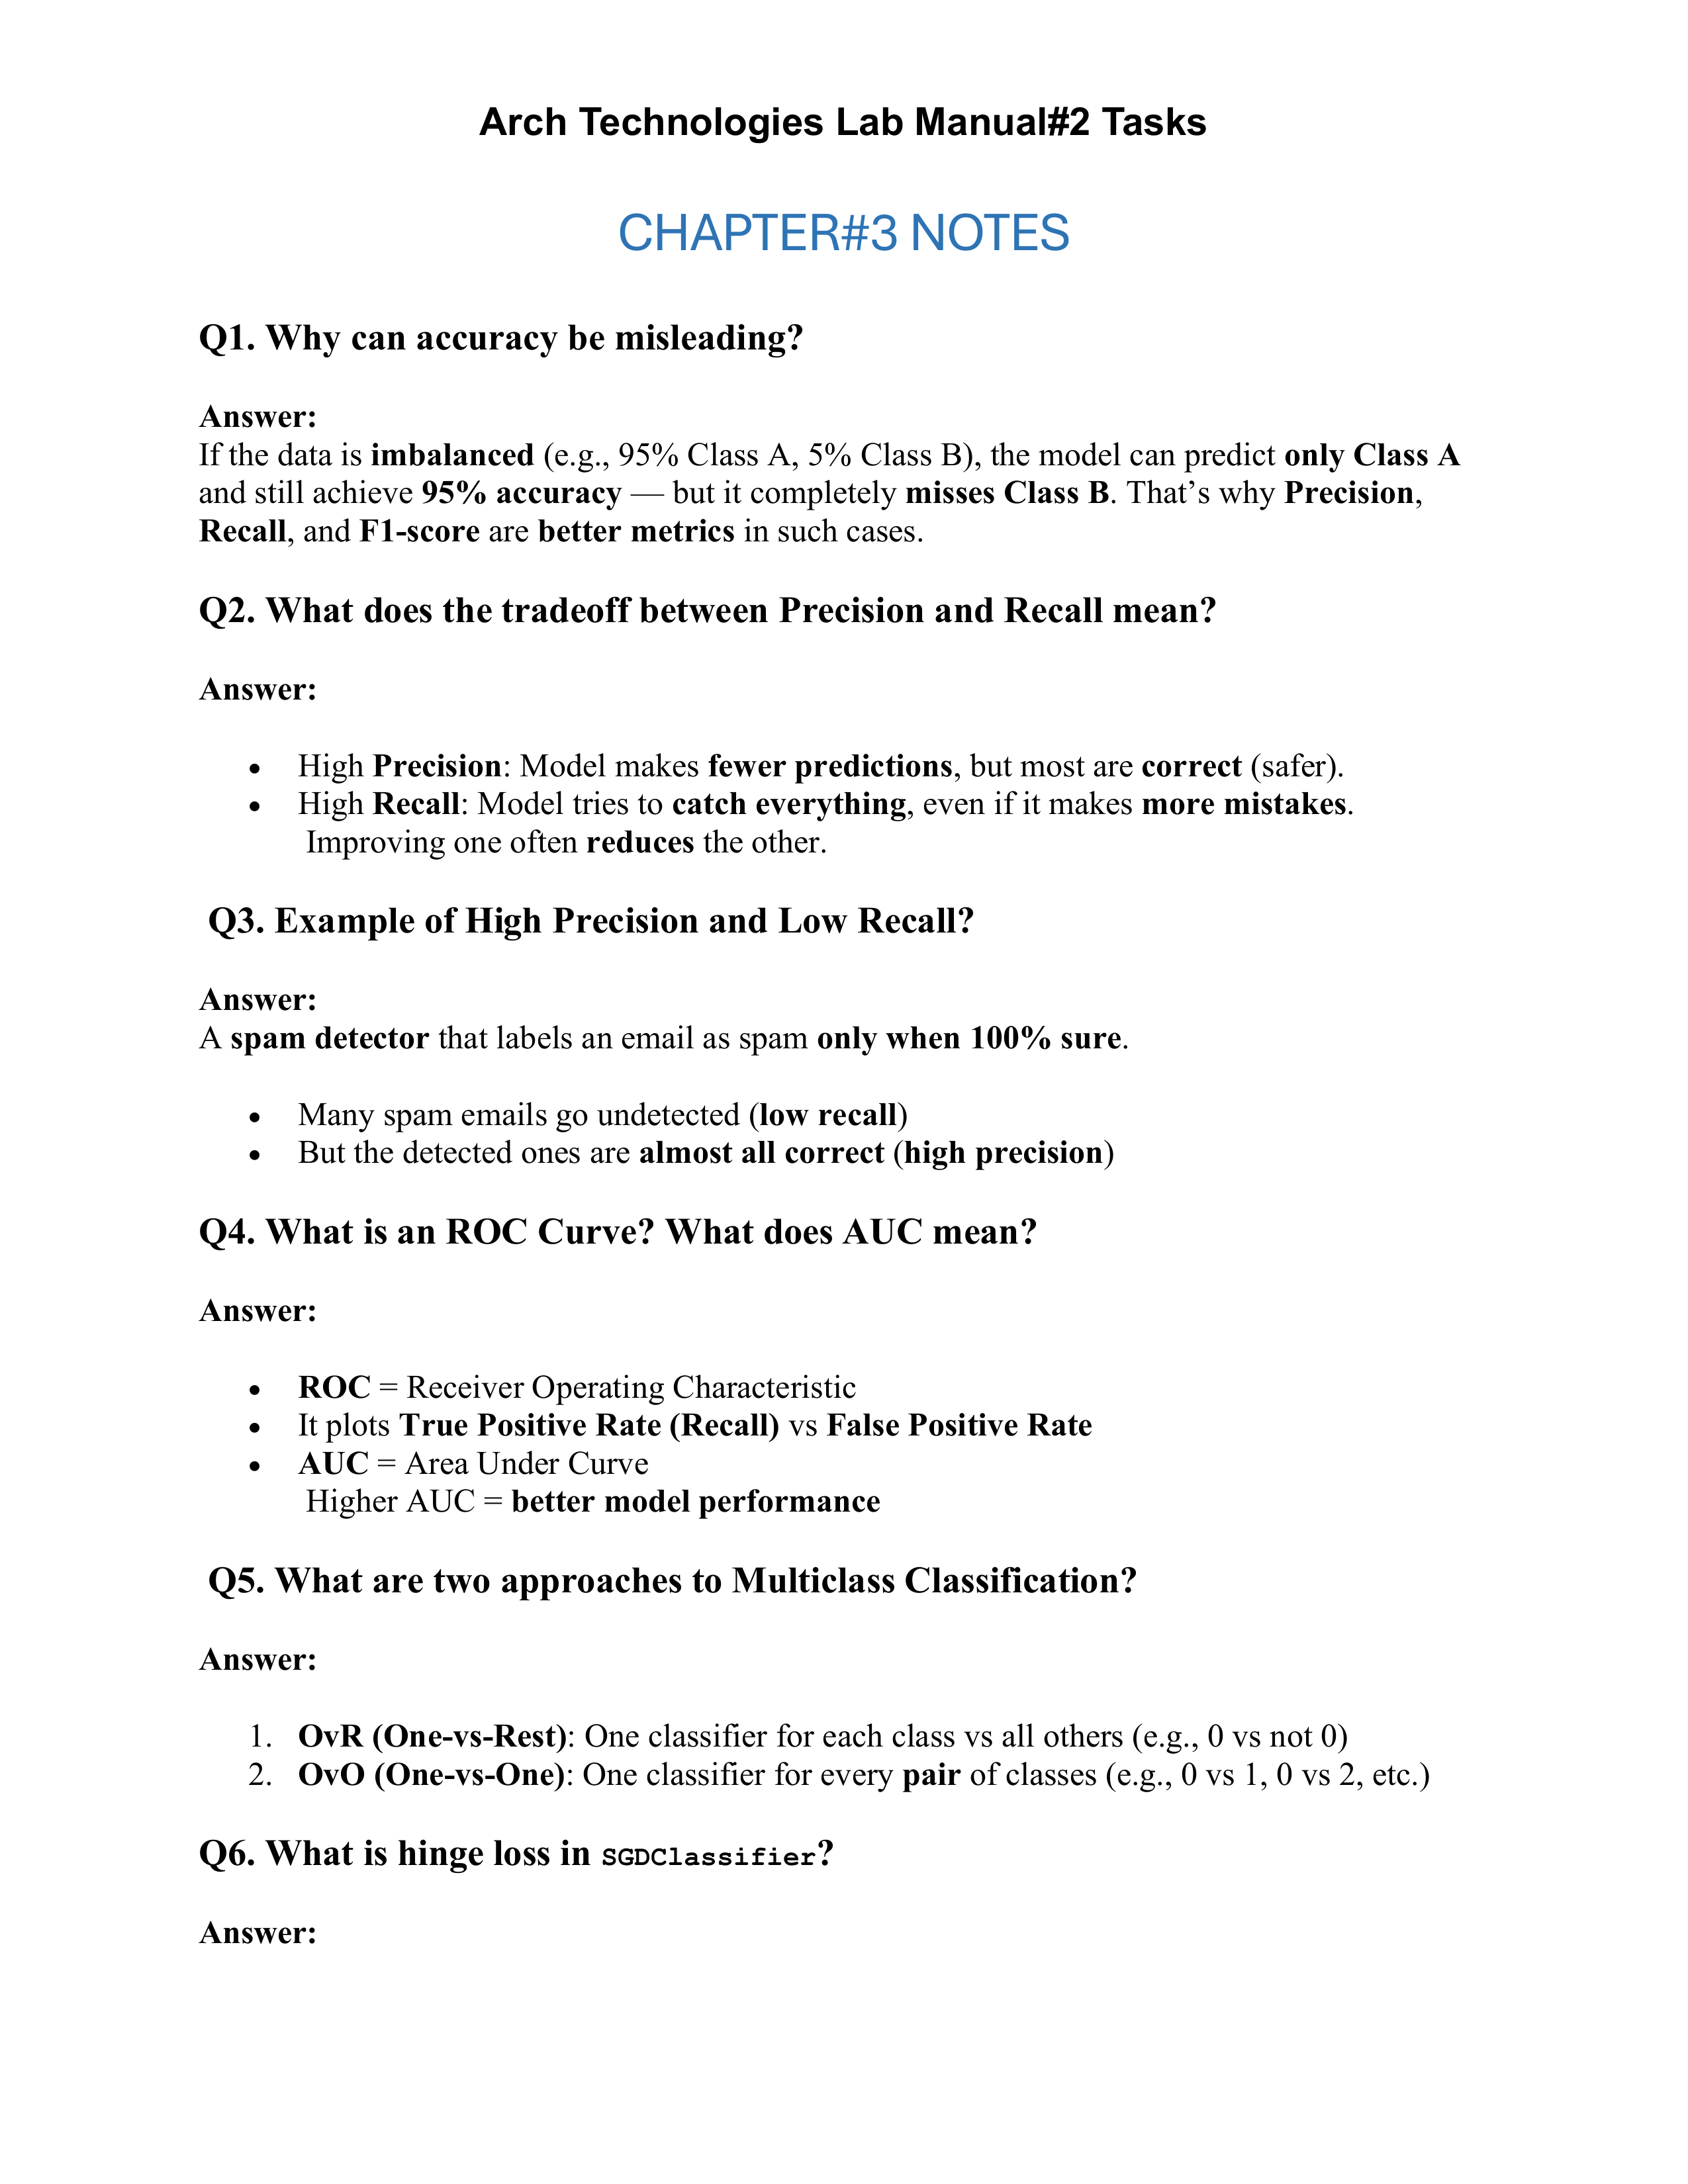 Arch Technologies Lab Manual#2 Tasks
CHAPTER#3 NOTES
Q1. Why can accuracy be misleading?
Answer:
If the data is imbalanced (e.g., 95% Class A, 5% Class B), the model can predict only Class A
and still achieve 95% accuracy — but it completely misses Class B. That’s why Precision,
Recall, and F1-score are better metrics in such cases.
Q2. What does the tradeoff between Precision and Recall mean?
Answer:
• High Precision: Model makes fewer predictions, but most are correct (safer).
• High Recall: Model tries to catch everything, even if it makes more mistakes.
Improving one often reduces the other.
Q3. Example of High Precision and Low Recall?
Answer:
A spam detector that labels an email as spam only when 100% sure.
• Many spam emails go undetected (low recall)
• But the detected ones are almost all correct (high precision)
Q4. What is an ROC Curve? What does AUC mean?
Answer:
• ROC = Receiver Operating Characteristic
• It plots True Positive Rate (Recall) vs False Positive Rate
• AUC = Area Under Curve
Higher AUC = better model performance
Q5. What are two approaches to Multiclass Classification?
Answer:
1. OvR (One-vs-Rest): One classifier for each class vs all others (e.g., 0 vs not 0)
2. OvO (One-vs-One): One classifier for every pair of classes (e.g., 0 vs 1, 0 vs 2, etc.)
Q6. What is hinge loss in SGDClassifier?
Answer: